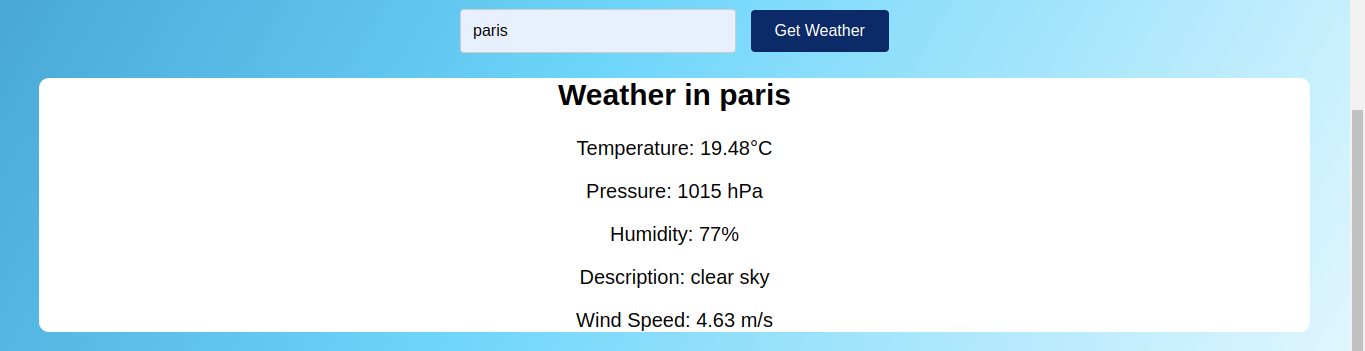 paris Get Weather
Weather in paris
Temperature: 19.48°C
Pressure: 1015 hPa
Humidity: 77%
Description: clear sky
Wind Speed: 4.63 m/s